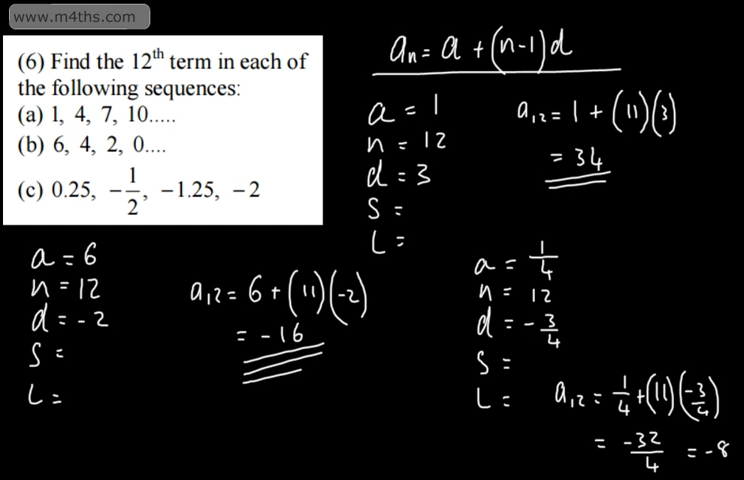 www.m4ths.com
(6) Find the 12th term in each of
the following sequences:
(a) 1, 4, 7, 10.....
(b) 6, 4, 2, 0....
(c) 0.25, −1/2, −1.25, −2
aₙ = a + (n-1)d
a = 1
n = 12
d = 3
S =
L =
a₁₂ = 1 + (11)(3)
= 34
a = 6
n = 12
d = -2
S =
L =
a₁₂ = 6 + (11)(-2)
= -16
a = 1/4
n = 12
d = -3/4
S =
L =
a₁₂ = 1/4 + (11)(-3/4)
= -32/4 = -8